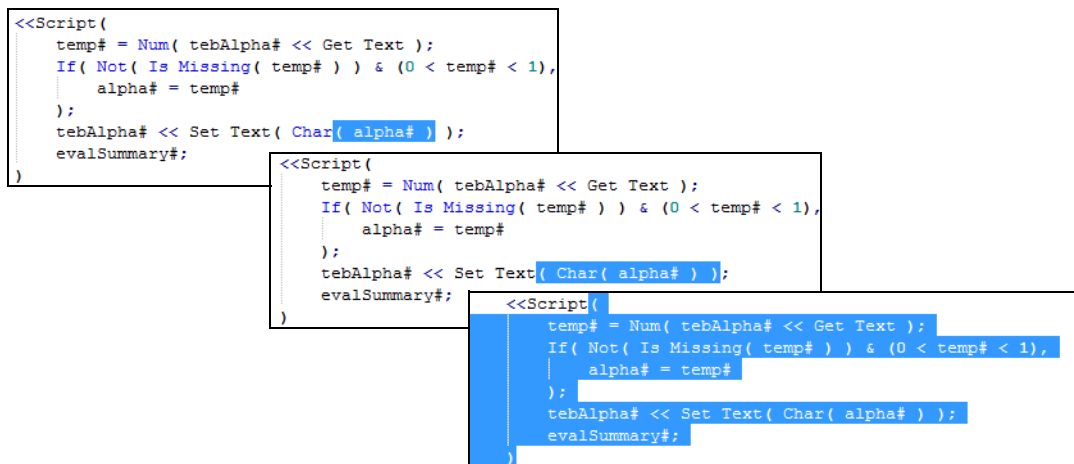 <<Script(
temp# = Num( tebAlpha# << Get Text );
If( Not( Is Missing( temp# ) ) & (0 < temp# < 1),
alpha# = temp#
);
tebAlpha# << Set Text( Char( alpha# ) );
evalSummary#;
)
<<Script(
temp# = Num( tebAlpha# << Get Text );
If( Not( Is Missing( temp# ) ) & (0 < temp# < 1),
alpha# = temp#
);
tebAlpha# << Set Text( Char( alpha# ) );
evalSummary#;
)
<<Script(
temp# = Num( tebAlpha# << Get Text );
If( Not( Is Missing( temp# ) ) & (0 < temp# < 1),
alpha# = temp#
);
tebAlpha# << Set Text( Char( alpha# ) );
evalSummary#;
)